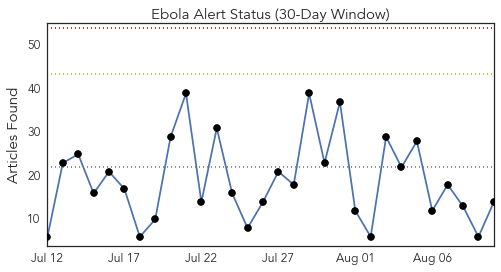 Ebola Alert Status (30-Day Window)
Articles Found
50
40
30
20
10
Jul 12 Jul 17 Jul 22 Jul 27 Aug 01 Aug 06